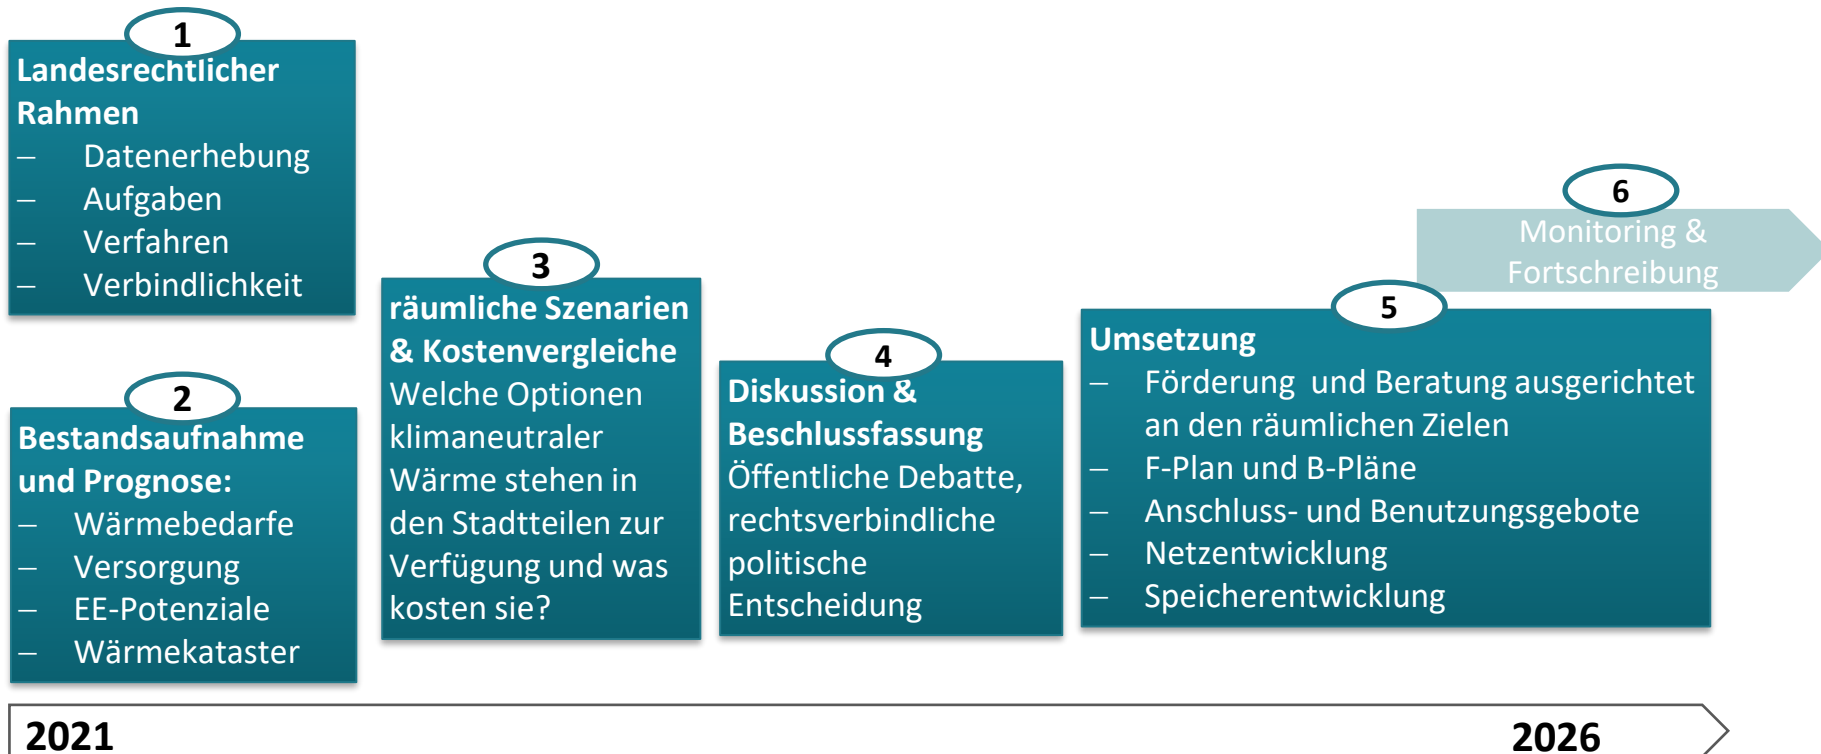 1
Landesrechtlicher
Rahmen
– Datenerhebung
– Aufgaben
– Verfahren
– Verbindlichkeit
2
Bestandsaufnahme
und Prognose:
– Wärmebedarfe
– Versorgung
– EE-Potenziale
– Wärmekataster
3
räumliche Szenarien
& Kostenvergleiche
Welche Optionen
klimaneutraler
Wärme stehen in
den Stadtteilen zur
Verfügung und was
kosten sie?
4
Diskussion &
Beschlussfassung
Öffentliche Debatte,
rechtsverbindliche
politische
Entscheidung
5
Umsetzung
– Förderung und Beratung ausgerichtet
an den räumlichen Zielen
– F-Plan und B-Pläne
– Anschluss- und Benutzungsgebote
– Netzentwicklung
– Speicherentwicklung
6
Monitoring &
Fortschreibung
2021 2026